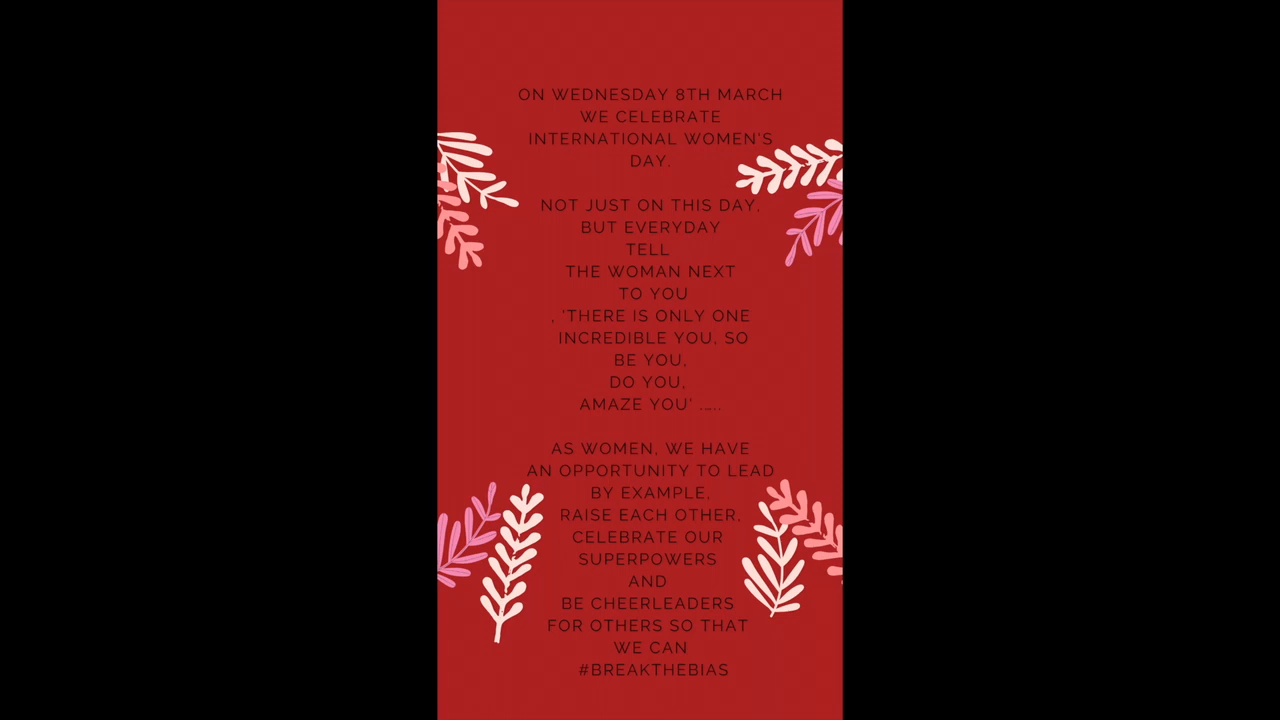 ON WEDNESDAY 8TH MARCH
WE CELEBRATE
INTERNATIONAL WOMEN'S
DAY.
NOT JUST ON THIS DAY,
BUT EVERYDAY
TELL
THE WOMAN NEXT
TO YOU
, 'THERE IS ONLY ONE
INCREDIBLE YOU, SO
BE YOU,
DO YOU,
AMAZE YOU' .....
AS WOMEN, WE HAVE
AN OPPORTUNITY TO LEAD
BY EXAMPLE,
RAISE EACH OTHER,
CELEBRATE OUR
SUPERPOWERS
AND
BE CHEERLEADERS
FOR OTHERS SO THAT
WE CAN
#BREAKTHEBIAS